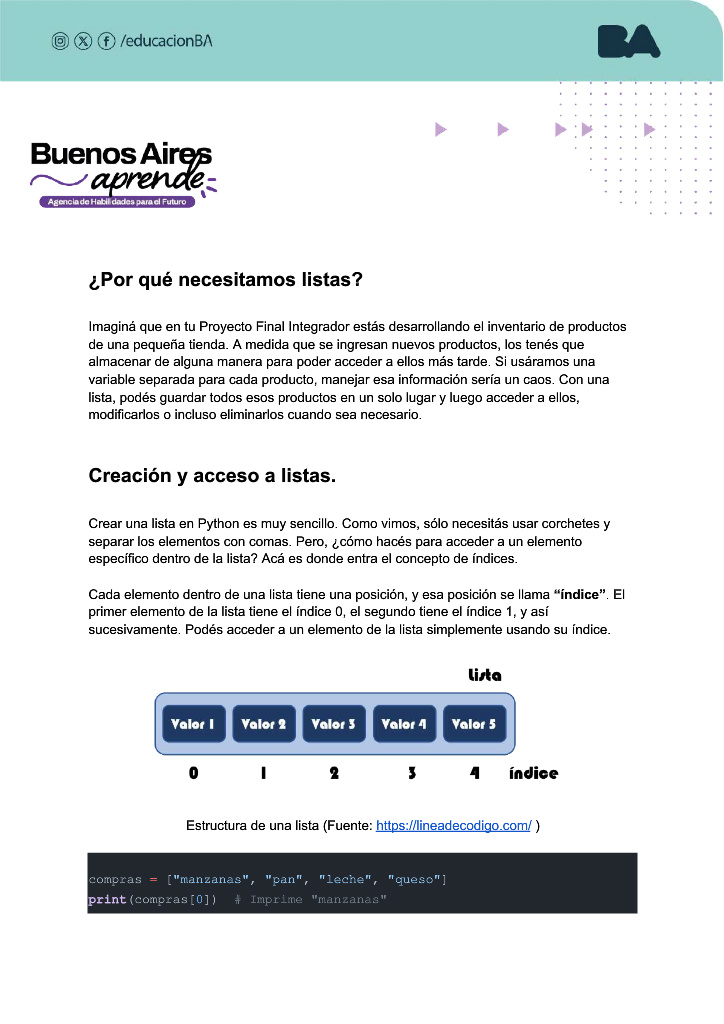 /educacionBA
BA
Buenos Aires
aprende
Agencia de Habilidades para el Futuro
¿Por qué necesitamos listas?
Imaginá que en tu Proyecto Final Integrador estás desarrollando el inventario de productos
de una pequeña tienda. A medida que se ingresan nuevos productos, los tenés que
almacenar de alguna manera para poder acceder a ellos más tarde. Si usáramos una
variable separada para cada producto, manejar esa información sería un caos. Con una
lista, podés guardar todos esos productos en un solo lugar y luego acceder a ellos,
modificarlos o incluso eliminarlos cuando sea necesario.
Creación y acceso a listas.
Crear una lista en Python es muy sencillo. Como vimos, sólo necesitás usar corchetes y
separar los elementos con comas. Pero, ¿cómo hacés para acceder a un elemento
específico dentro de la lista? Acá es donde entra el concepto de índices.
Cada elemento dentro de una lista tiene una posición, y esa posición se llama “índice”. El
primer elemento de la lista tiene el índice 0, el segundo tiene el índice 1, y así
sucesivamente. Podés acceder a un elemento de la lista simplemente usando su índice.
Lista
Valor 1 Valor 2 Valor 3 Valor 4 Valor 5
0 1 2 3 4 índice
Estructura de una lista (Fuente: https://lineadecodigo.com/ )
compras = ["manzanas", "pan", "leche", "queso"]
print(compras[0])  # Imprime "manzanas"